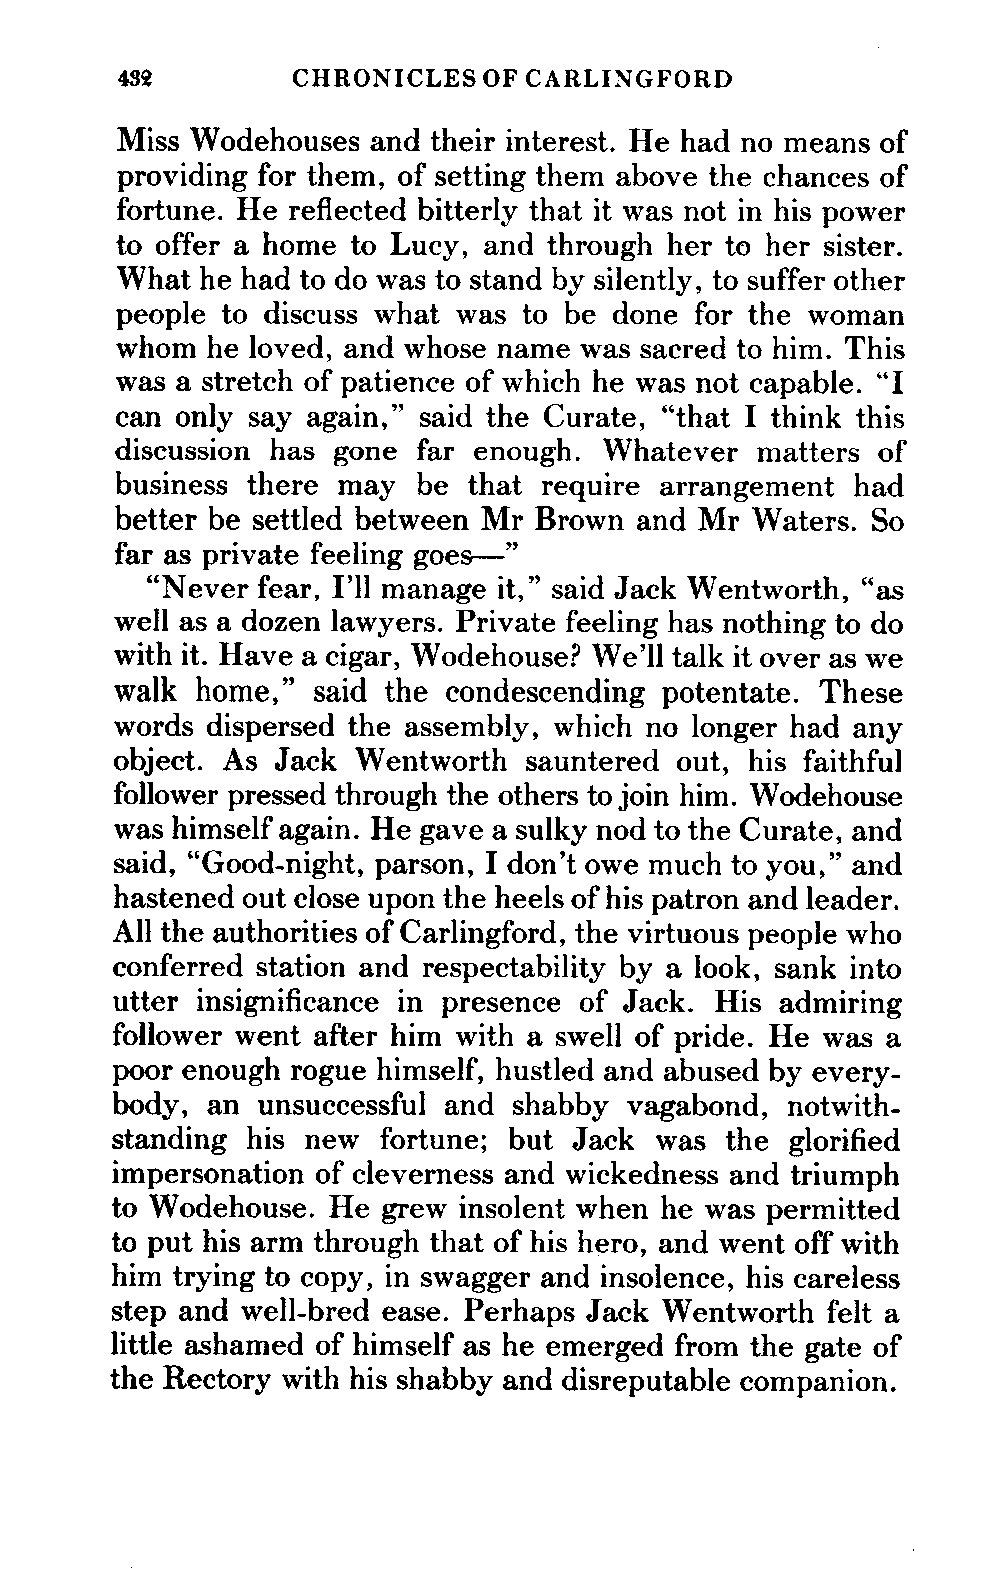 432 CHRONICLES OF CARLINGFORD
Miss Wodehouses and their interest. He had no means of
providing for them, of setting them above the chances of
fortune. He reflected bitterly that it was not in his power
to offer a home to Lucy, and through her to her sister.
What he had to do was to stand by silently, to suffer other
people to discuss what was to be done for the woman
whom he loved, and whose name was sacred to him. This
was a stretch of patience of which he was not capable. “I
can only say again,” said the Curate, “that I think this
discussion has gone far enough. Whatever matters of
business there may be that require arrangement had
better be settled between Mr Brown and Mr Waters. So
far as private feeling goes—”
“Never fear, I’ll manage it,” said Jack Wentworth, “as
well as a dozen lawyers. Private feeling has nothing to do
with it. Have a cigar, Wodehouse? We’ll talk it over as we
walk home,” said the condescending potentate. These
words dispersed the assembly, which no longer had any
object. As Jack Wentworth sauntered out, his faithful
follower pressed through the others to join him. Wodehouse
was himself again. He gave a sulky nod to the Curate, and
said, “Good-night, parson, I don’t owe much to you,” and
hastened out close upon the heels of his patron and leader.
All the authorities of Carlingford, the virtuous people who
conferred station and respectability by a look, sank into
utter insignificance in presence of Jack. His admiring
follower went after him with a swell of pride. He was a
poor enough rogue himself, hustled and abused by every-
body, an unsuccessful and shabby vagabond, notwith-
standing his new fortune; but Jack was the glorified
impersonation of cleverness and wickedness and triumph
to Wodehouse. He grew insolent when he was permitted
to put his arm through that of his hero, and went off with
him trying to copy, in swagger and insolence, his careless
step and well-bred ease. Perhaps Jack Wentworth felt a
little ashamed of himself as he emerged from the gate of
the Rectory with his shabby and disreputable companion.